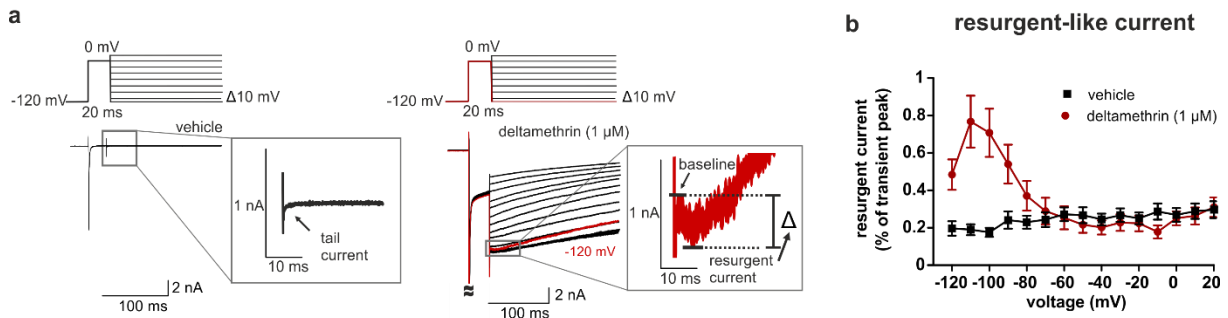 a
0 mV
-120 mV
Δ10 mV
20 ms
vehicle
1 nA
tail
current
10 ms
2 nA
100 ms
0 mV
-120 mV
Δ10 mV
20 ms
deltamethrin (1 µM)
-120 mV
baseline
1 nA
Δ
resurgent
current
10 ms
≈
2 nA
100 ms
b
resurgent-like current
resurgent current
(% of transient peak)
1.0
0.8
0.6
0.4
0.2
0.0
vehicle
deltamethrin (1 µM)
-120 -100 -80 -60 -40 -20 -0 20
voltage (mV)